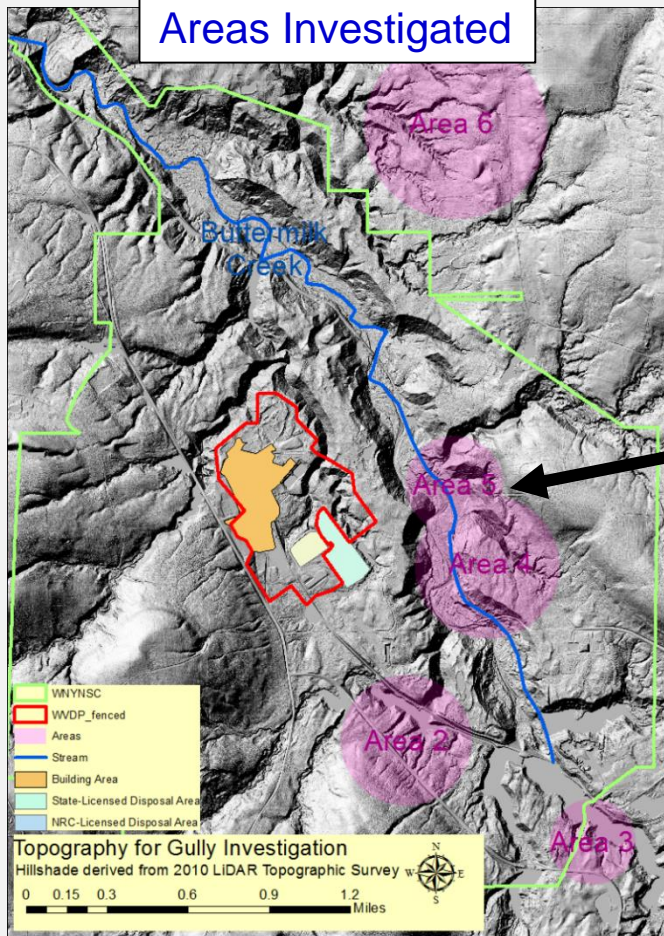 Areas Investigated
Area 6
Buttermilk
Creek
Area 5
Area 4
Area 2
Area 3
WNYNSC
WVDP_fenced
Areas
Stream
Building Area
State-Licensed Disposal Area
NRC-Licensed Disposal Area
Topography for Gully Investigation
Hillshade derived from 2010 LiDAR Topographic Survey
N
W E
S
0 0.15 0.3 0.6 0.9 1.2
Miles